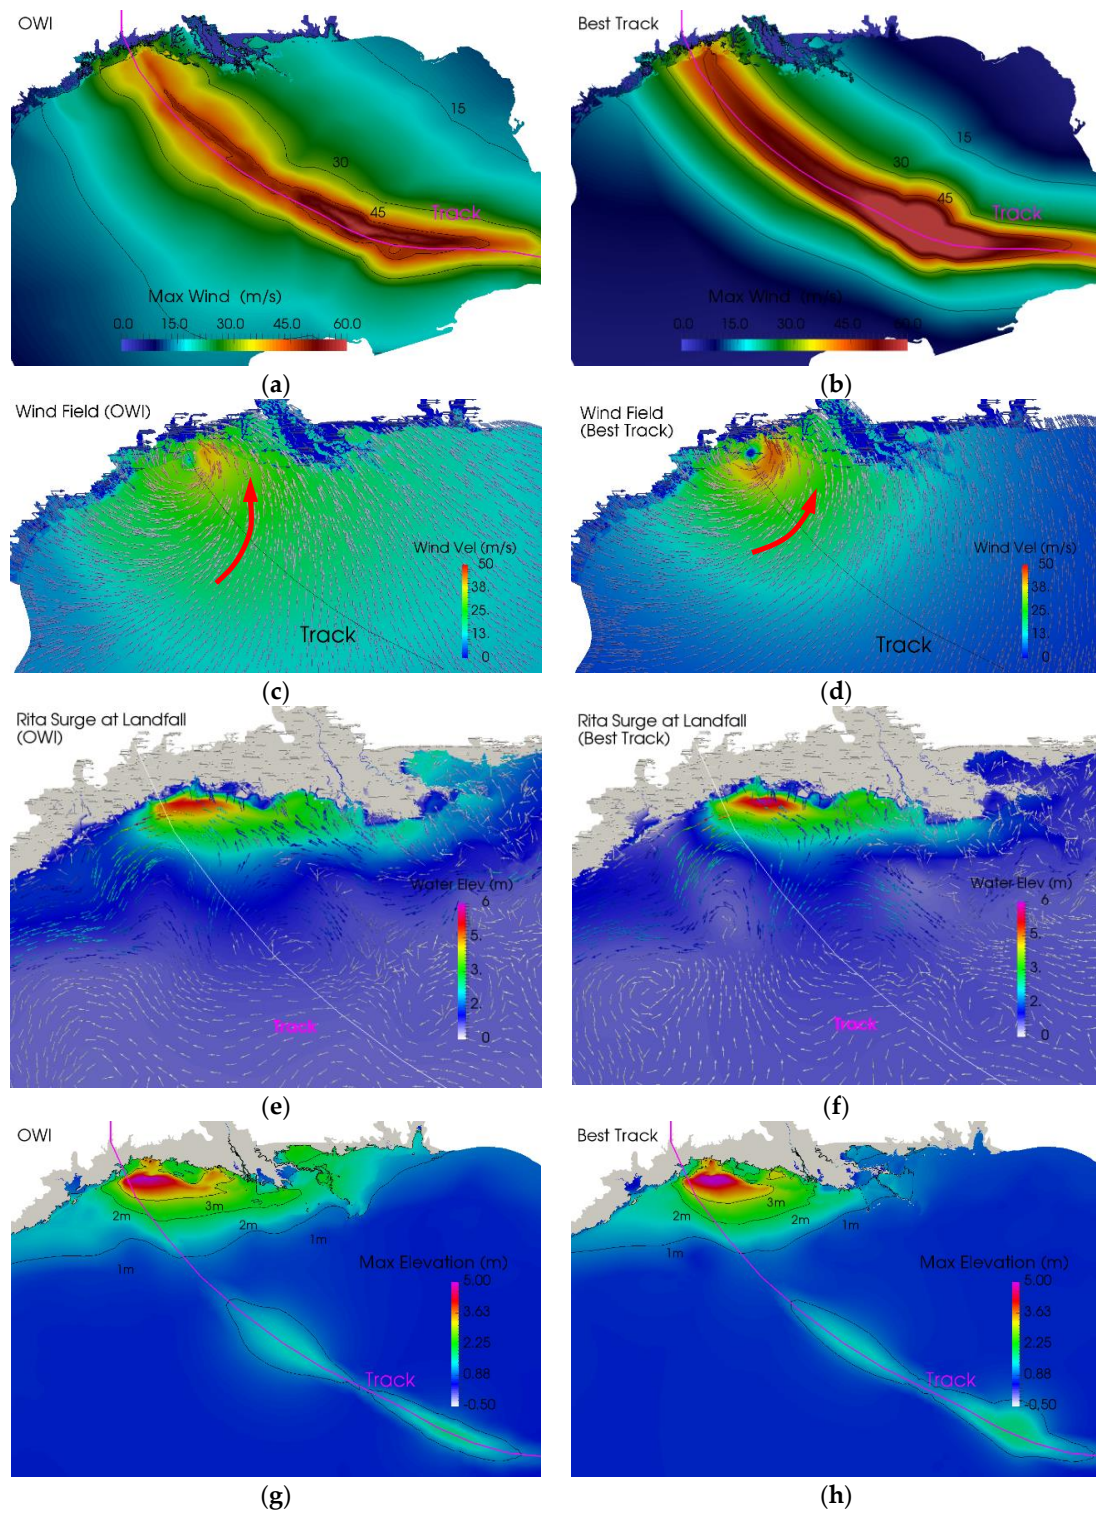 OWI
15
30
45
Track
Max Wind (m/s)
0.0 15.0 30.0 45.0 60.0
(a)
Best Track
15
30
45
Track
Max Wind (m/s)
0.0 15.0 30.0 45.0 60.0
(b)
Wind Field (OWI)
Wind Vel (m/s)
50
38.
25.
13.
0
Track
(c)
Wind Field
(Best Track)
Wind Vel (m/s)
50
38.
25.
13.
0
Track
(d)
Rita Surge at Landfall
(OWI)
Water Elev (m)
6
5.
3.
2.
0
Track
(e)
Rita Surge at Landfall
(Best Track)
Water Elev (m)
6
5.
3.
2.
0
Track
(f)
OWI
2m
3m
2m
1m
1m
Max Elevation (m)
5.00
3.63
2.25
0.88
-0.50
Track
(g)
Best Track
2m
3m
2m
1m
1m
Max Elevation (m)
5.00
3.63
2.25
0.88
-0.50
Track
(h)